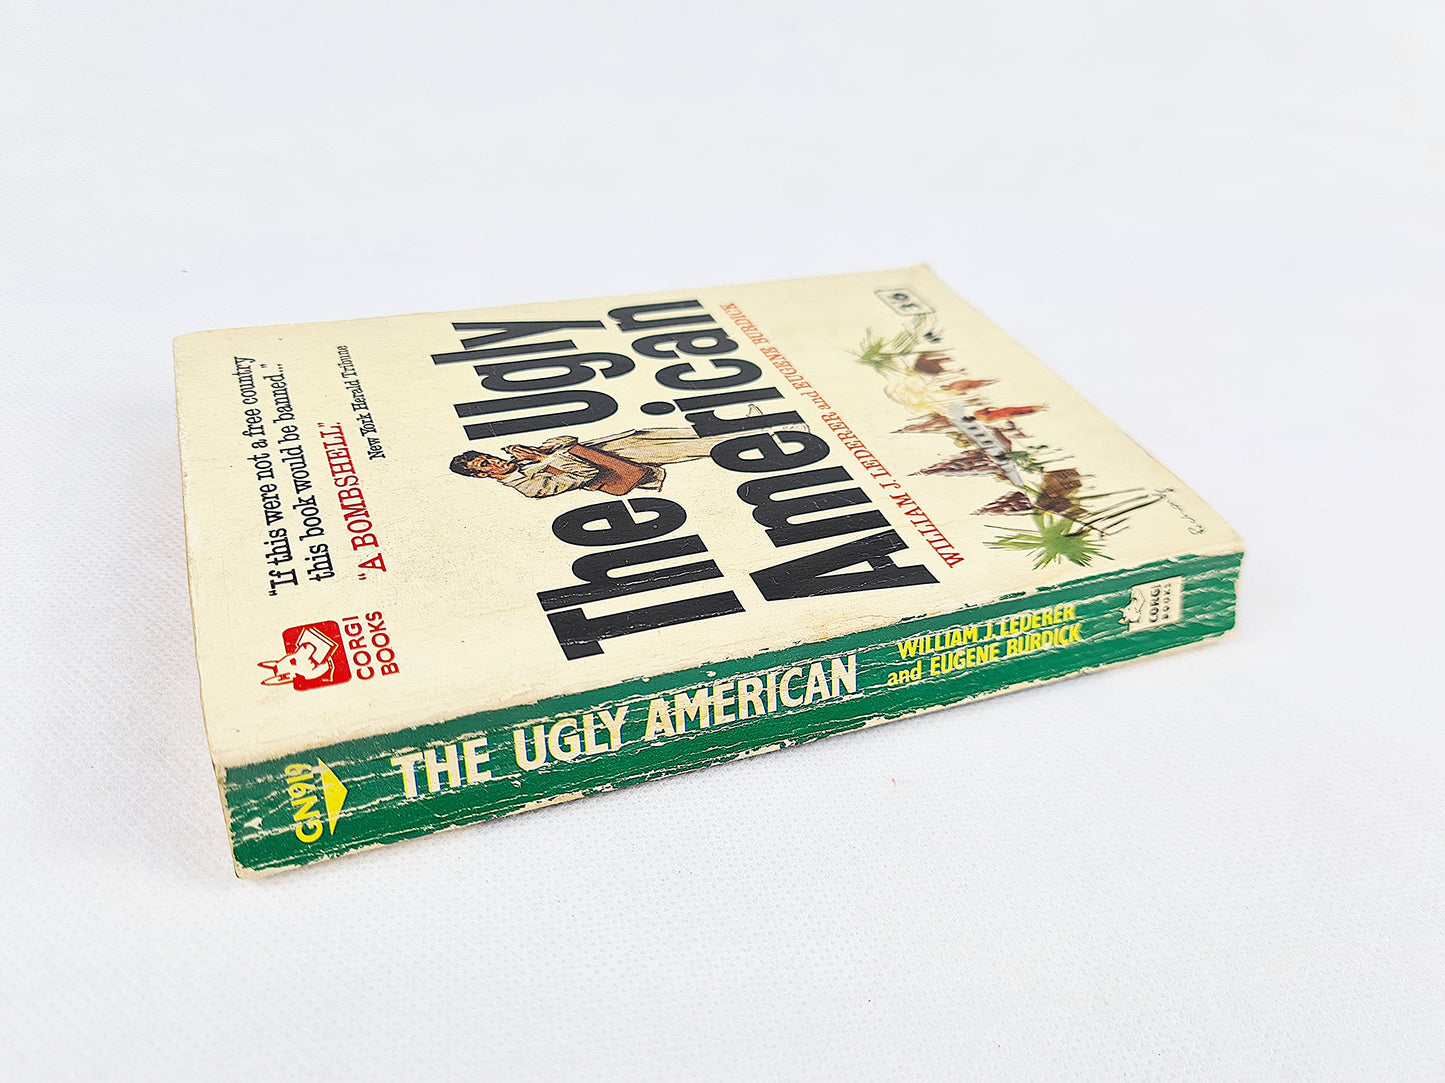 "If this were not a free country
this book would be banned..."
"A BOMBSHELL".
New York Herald Tribune
CORGI
BOOKS
The Ugly
American
WILLIAM J. LEDERER and EUGENE BURDICK
GN919
THE UGLY AMERICAN
WILLIAM J. LEDERER
and EUGENE BURDICK
CORGI
BOOKS